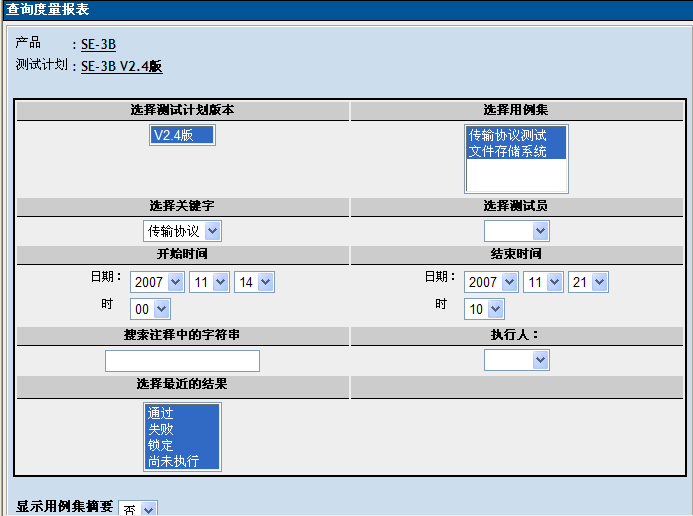 查询度量报表
产品 : SE-3B
测试计划 : SE-3B V2.4版
选择测试计划版本 选择用例集
V2.4版 传输协议测试
文件存储系统
选择关键字 选择测试员
传输协议
开始时间 结束时间
日期： 2007 11 14 日期： 2007 11 21
时 00 时 10
搜索注释中的字符串 执行人：
选择最近的结果
通过
失败
锁定
尚未执行
显示用例集摘要 否